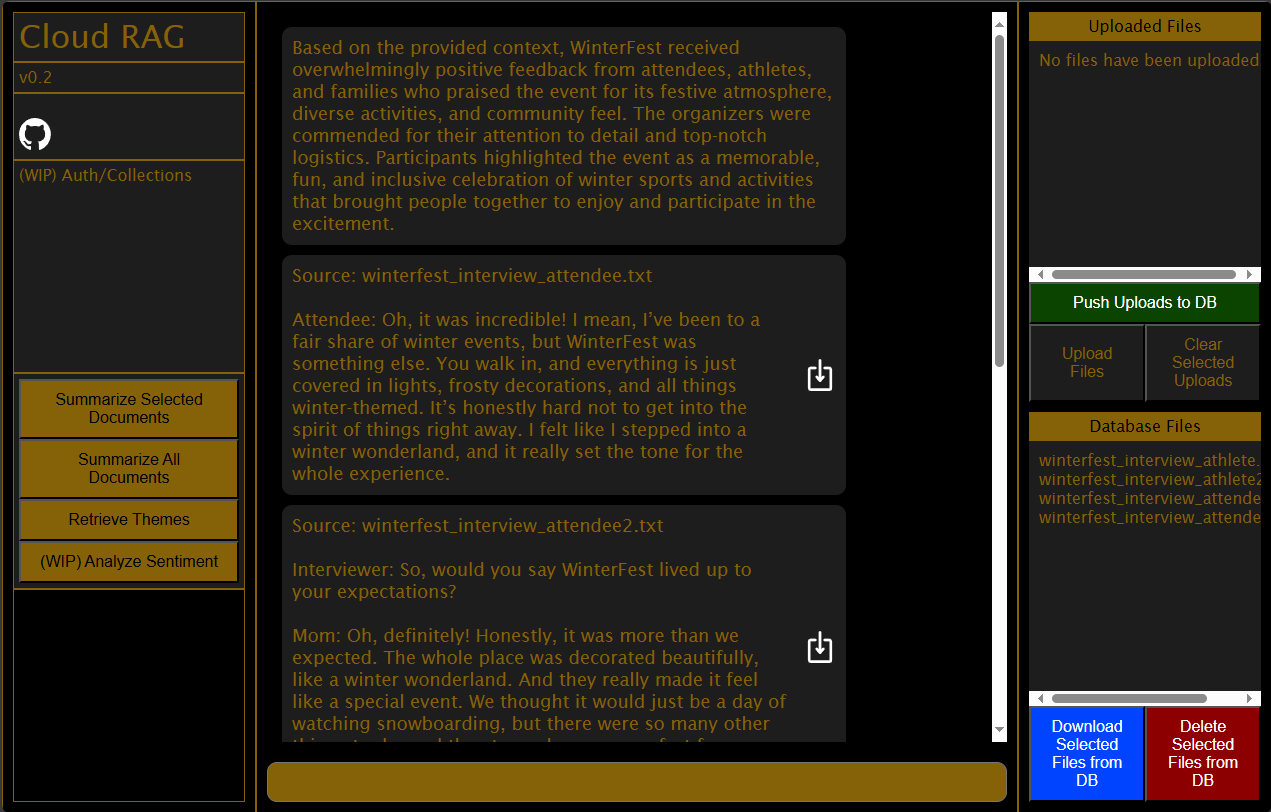 Cloud RAG
v0.2
(WIP) Auth/Collections
Summarize Selected
Documents
Summarize All
Documents
Retrieve Themes
(WIP) Analyze Sentiment
Based on the provided context, WinterFest received
overwhelmingly positive feedback from attendees, athletes,
and families who praised the event for its festive atmosphere,
diverse activities, and community feel. The organizers were
commended for their attention to detail and top-notch
logistics. Participants highlighted the event as a memorable,
fun, and inclusive celebration of winter sports and activities
that brought people together to enjoy and participate in the
excitement.
Source: winterfest_interview_attendee.txt
Attendee: Oh, it was incredible! I mean, I’ve been to a
fair share of winter events, but WinterFest was
something else. You walk in, and everything is just
covered in lights, frosty decorations, and all things
winter-themed. It’s honestly hard not to get into the
spirit of things right away. I felt like I stepped into a
winter wonderland, and it really set the tone for the
whole experience.
Source: winterfest_interview_attendee2.txt
Interviewer: So, would you say WinterFest lived up to
your expectations?
Mom: Oh, definitely! Honestly, it was more than we
expected. The whole place was decorated beautifully,
like a winter wonderland. And they really made it feel
like a special event. We thought it would just be a day of
watching snowboarding, but there were so many other
Uploaded Files
No files have been uploaded
Push Uploads to DB
Upload
Files
Clear
Selected
Uploads
Database Files
winterfest_interview_athlete.
winterfest_interview_athlete2
winterfest_interview_attende
winterfest_interview_attende
Download
Selected
Files from
DB
Delete
Selected
Files from
DB